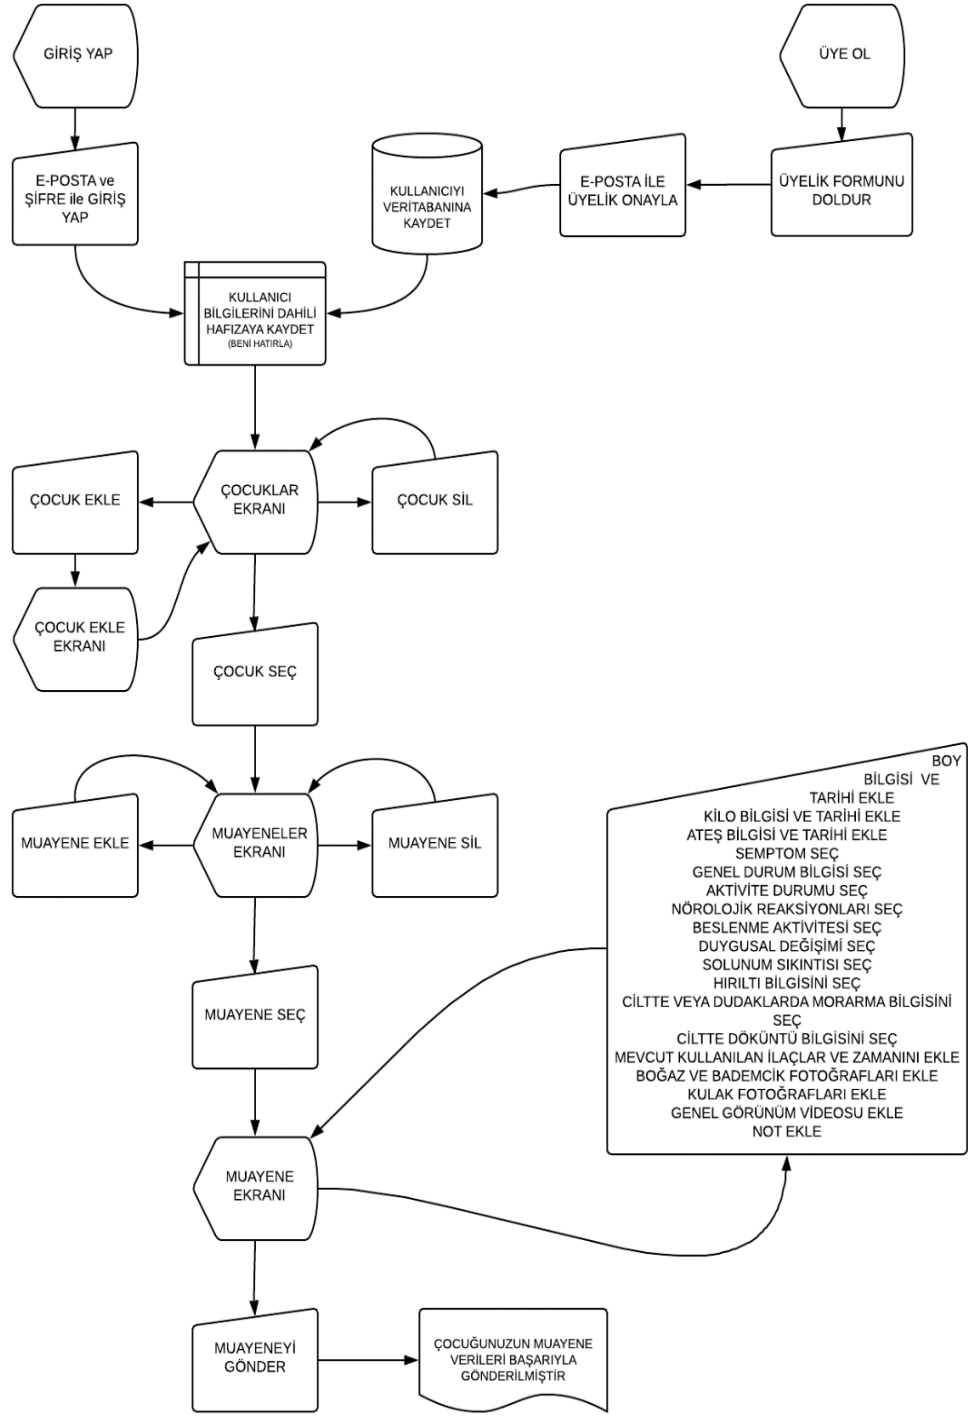 GİRİŞ YAP
ÜYE OL
E-POSTA ve
ŞİFRE ile GİRİŞ
YAP
KULLANICIYI
VERİTABANINA
KAYDET
E-POSTA İLE
ÜYELİK ONAYLA
ÜYELİK FORMUNU
DOLDUR
KULLANICI
BİLGİLERİNİ DAHİLİ
HAFIZAYA KAYDET
(BENİ HATIRLA)
ÇOCUK EKLE
ÇOCUKLAR
EKRANI
ÇOCUK SİL
ÇOCUK EKLE
EKRANI
ÇOCUK SEÇ
MUAYENE EKLE
MUAYENELER
EKRANI
MUAYENE SİL
BOY
BİLGİSİ VE
TARİHİ EKLE
KİLO BİLGİSİ VE TARİHİ EKLE
ATEŞ BİLGİSİ VE TARİHİ EKLE
SEMPTOM SEÇ
GENEL DURUM BİLGİSİ SEÇ
AKTİVİTE DURUMU SEÇ
NÖROLOJİK REAKSİYONLARI SEÇ
BESLENME AKTİVİTESİ SEÇ
DUYGUSAL DEĞİŞİMİ SEÇ
SOLUNUM SIKINTISI SEÇ
HIRILTI BİLGİSİNİ SEÇ
CİLTTE VEYA DUDAKLARDA MORARMA BİLGİSİNİ
SEÇ
CİLTTE DÖKÜNTÜ BİLGİSİNİ SEÇ
MEVCUT KULLANILAN İLAÇLAR VE ZAMANINI EKLE
BOĞAZ VE BADEMCİK FOTOĞRAFLARI EKLE
KULAK FOTOĞRAFLARI EKLE
GENEL GÖRÜNÜM VİDEOSU EKLE
NOT EKLE
MUAYENE SEÇ
MUAYENE
EKRANI
MUAYENEYİ
GÖNDER
ÇOCUĞUNUZUN MUAYENE
VERİLERİ BAŞARIYLA
GÖNDERİLMİŞTİR